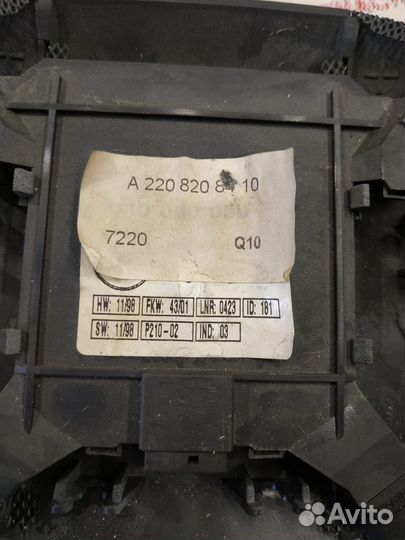 A 220 820 8 10
7220 Q10
HW: 11/98 FKW: 43/01 LNR: 0423 ID: 181
SW: 11/98 P210-02 IND: 03
Avito